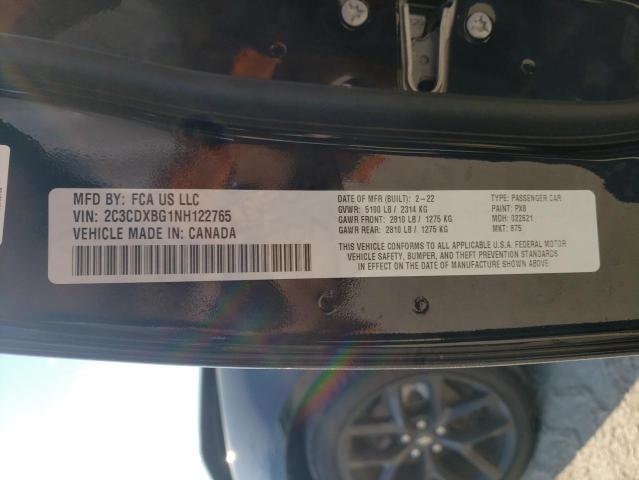 MFD BY: FCA US LLC
VIN: 2C3CDXBG1NH122765
VEHICLE MADE IN: CANADA
DATE OF MFR (BUILT): 2-22
GVWR: 5100 LB / 2314 KG
GAWR FRONT: 2810 LB / 1275 KG
GAWR REAR: 2810 LB / 1275 KG
TYPE: PASSENGER CAR
PAINT: PX8
MDH: 022521
MKT: 875
THIS VEHICLE CONFORMS TO ALL APPLICABLE U.S.A. FEDERAL MOTOR
VEHICLE SAFETY, BUMPER, AND THEFT PREVENTION STANDARDS
IN EFFECT ON THE DATE OF MANUFACTURE SHOWN ABOVE